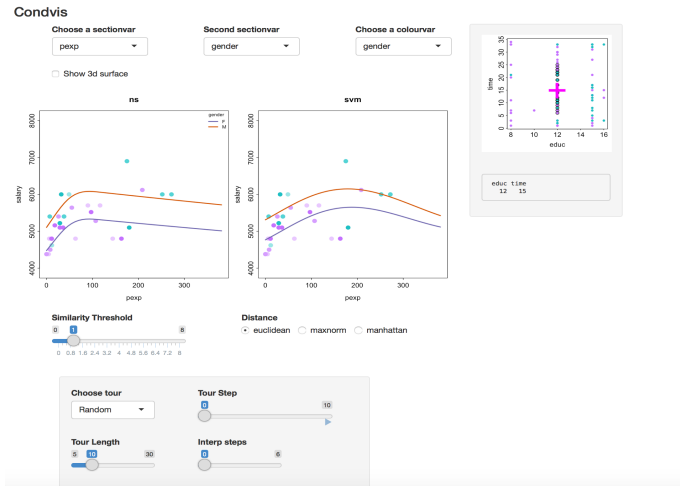 Condvis
Choose a sectionvar
Second sectionvar
Choose a colourvar
pexp
gender
gender
Show 3d surface
ns
svm
gender
F
M
salary
8000
7000
6000
5000
4000
0 100 200 300
pexp
salary
8000
7000
6000
5000
4000
0 100 200 300
pexp
time
35
30
25
20
15
10
5
0
8 10 12 14 16
educ
educ time
12 15
Similarity Threshold
0 1 8
0 0.8 1.6 2.4 3.2 4 4.8 5.6 6.4 7.2 8
Distance
euclidean maxnorm manhattan
Choose tour
Random
Tour Step
0 10
Tour Length
5 10 30
Interp steps
0 6